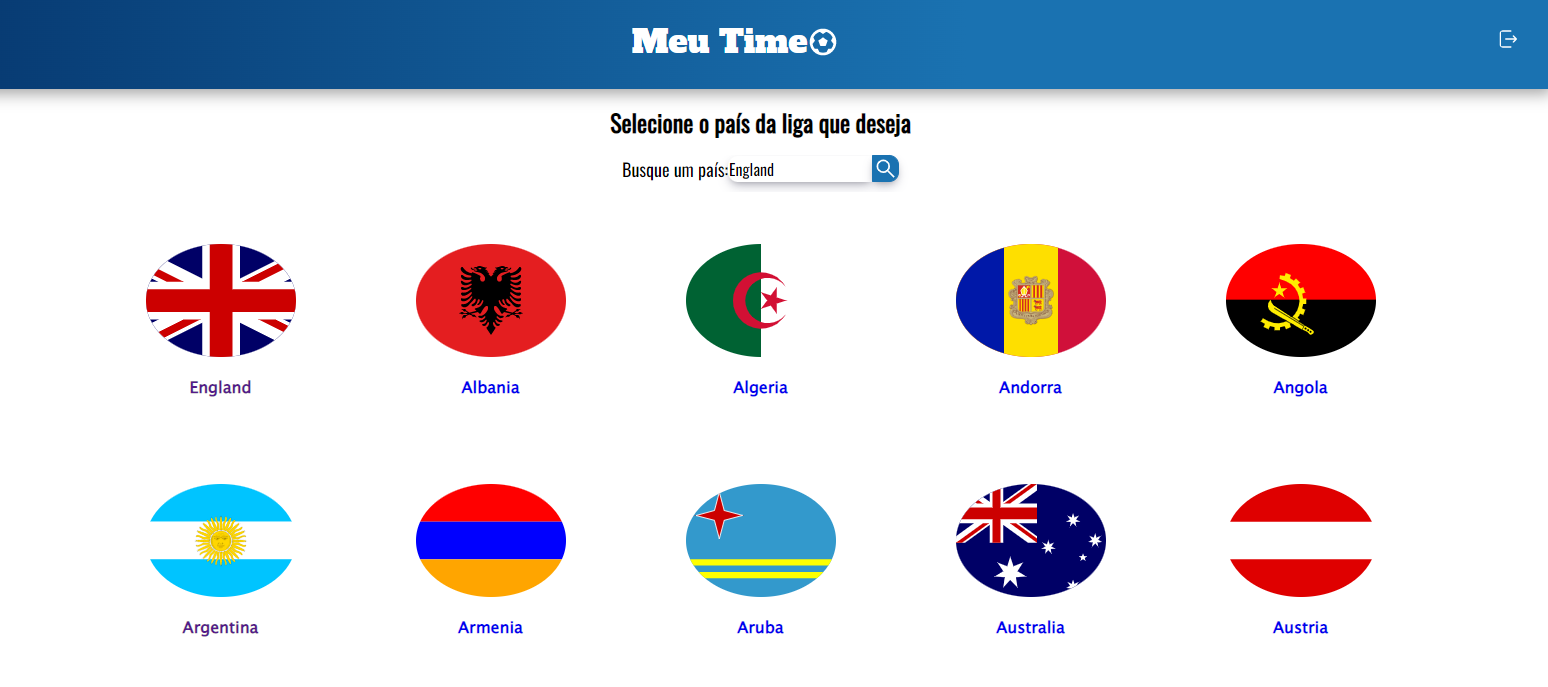 Meu Time
Selecione o país da liga que deseja
Busque um país: England
England Albania Algeria Andorra Angola
Argentina Armenia Aruba Australia Austria